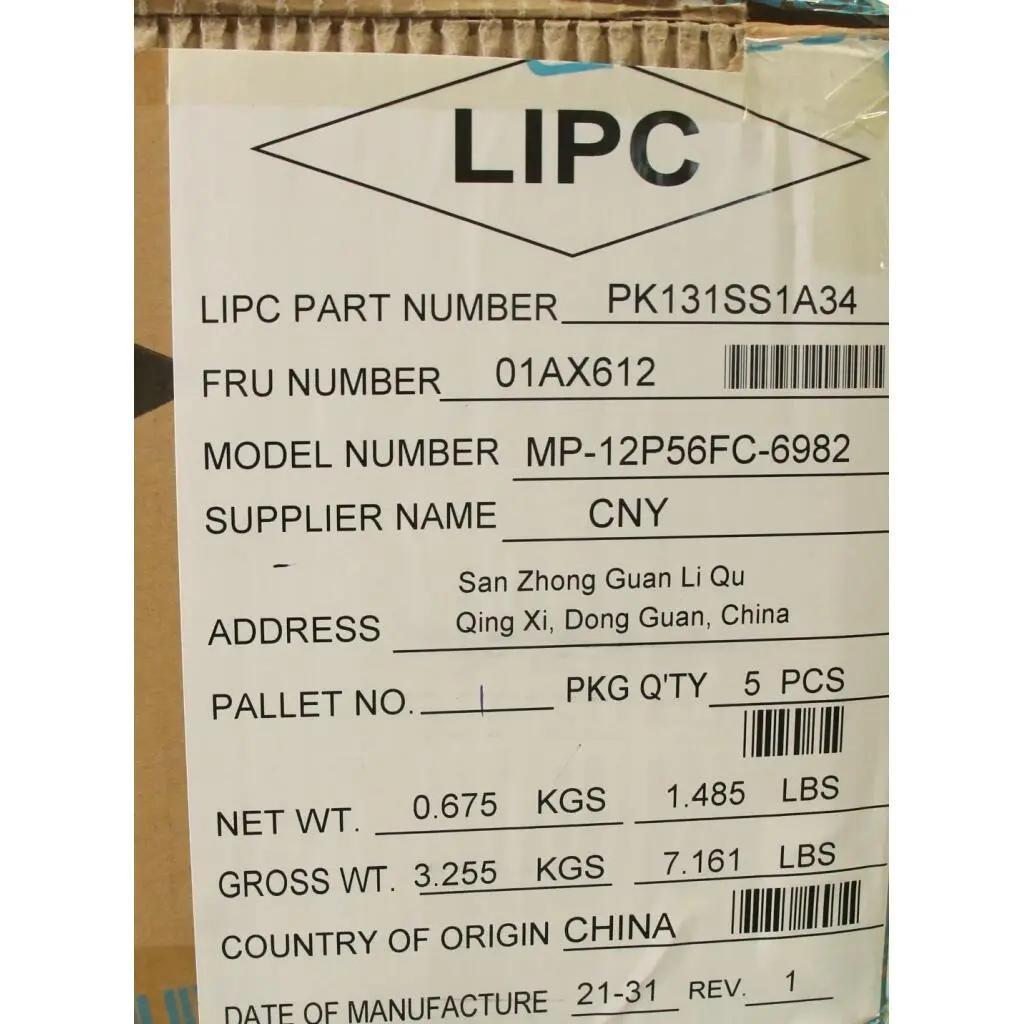 LIPC
LIPC PART NUMBER PK131SS1A34
FRU NUMBER 01AX612
MODEL NUMBER MP-12P56FC-6982
SUPPLIER NAME CNY
San Zhong Guan Li Qu
ADDRESS Qing Xi, Dong Guan, China
PALLET NO. 1 PKG Q'TY 5 PCS
NET WT. 0.675 KGS 1.485 LBS
GROSS WT. 3.255 KGS 7.161 LBS
COUNTRY OF ORIGIN CHINA
DATE OF MANUFACTURE 21-31 REV. 1